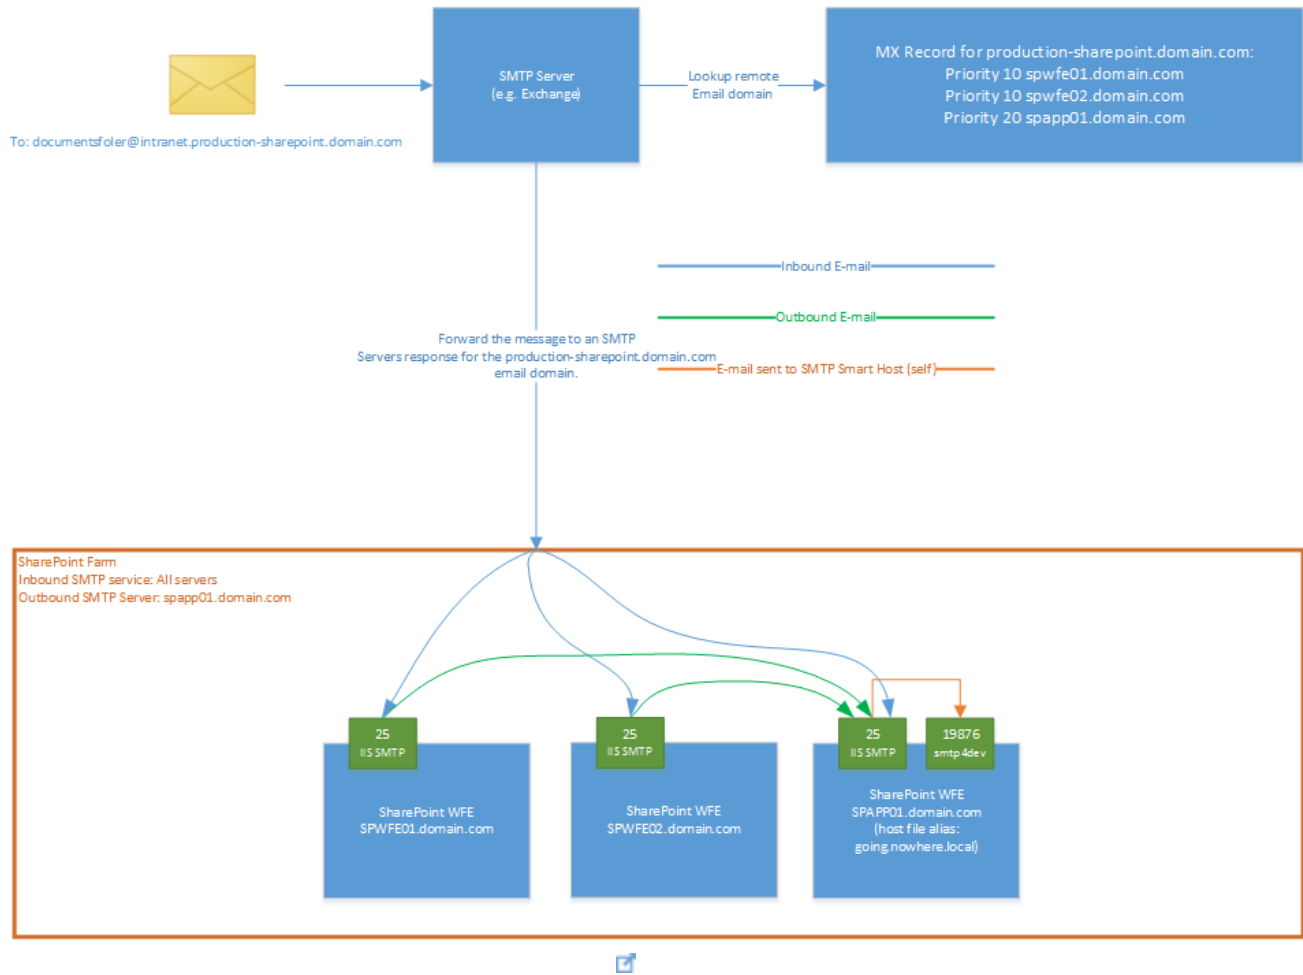 SMTP Server
(e.g. Exchange)
Lookup remote
Email domain
MX Record for production-sharepoint.domain.com:
Priority 10 spwfe01.domain.com
Priority 10 spwfe02.domain.com
Priority 20 spapp01.domain.com
To: documentsfoler@intranet.production-sharepoint.domain.com
Inbound E-mail
Outbound E-mail
E-mail sent to SMTP Smart Host (self)
Forward the message to an SMTP
Servers response for the production-sharepoint.domain.com
email domain.
SharePoint Farm
Inbound SMTP service: All servers
Outbound SMTP Server: spapp01.domain.com
25
IIS SMTP
SharePoint WFE
SPWFE01.domain.com
25
IIS SMTP
SharePoint WFE
SPWFE02.domain.com
25
IIS SMTP
19876
smtp4dev
SharePoint WFE
SPAPP01.domain.com
(host file alias:
going.nowhere.local)